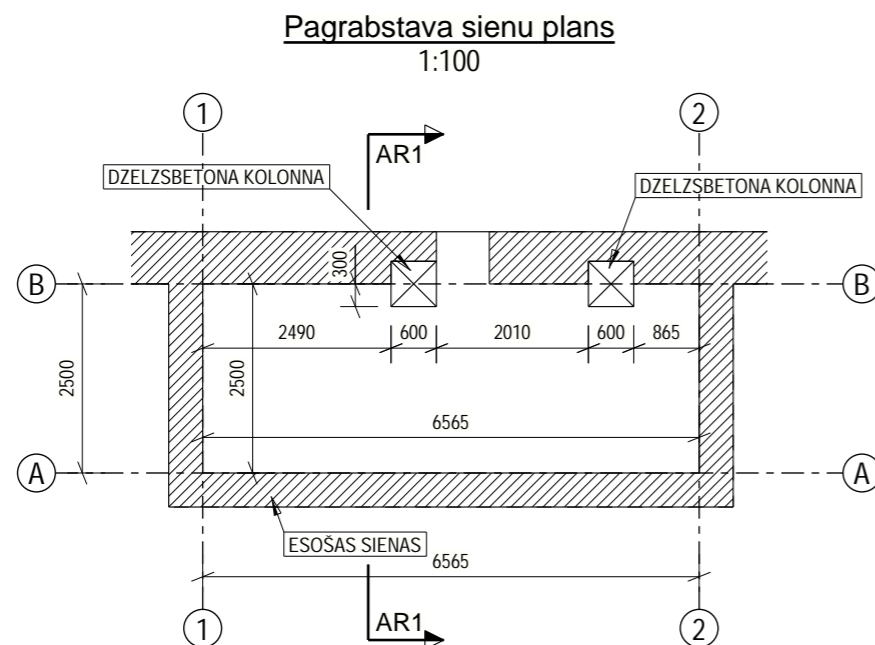 Pagrabstava sienu plans
1:100
1
2
AR1
DZELZSBETONA KOLONNA
DZELZSBETONA KOLONNA
300
B
B
2490
600
2010
600
865
2500
2500
6565
A
A
ESOŠAS SIENAS
6565
AR1
1
2